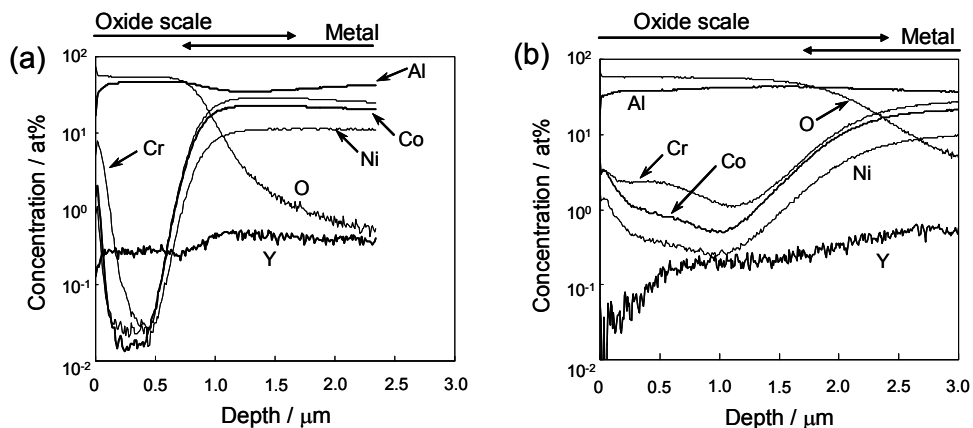 (a)
Oxide scale
Metal
Concentration / at%
10²
10¹
10⁰
10⁻¹
10⁻²
0
0.5
1.0
1.5
2.0
2.5
3.0
Depth / μm
Al
Co
Ni
Cr
O
Y
(b)
Oxide scale
Metal
Concentration / at%
10²
10¹
10⁰
10⁻¹
10⁻²
0
0.5
1.0
1.5
2.0
2.5
3.0
Depth / μm
Al
O
Cr
Co
Ni
Y